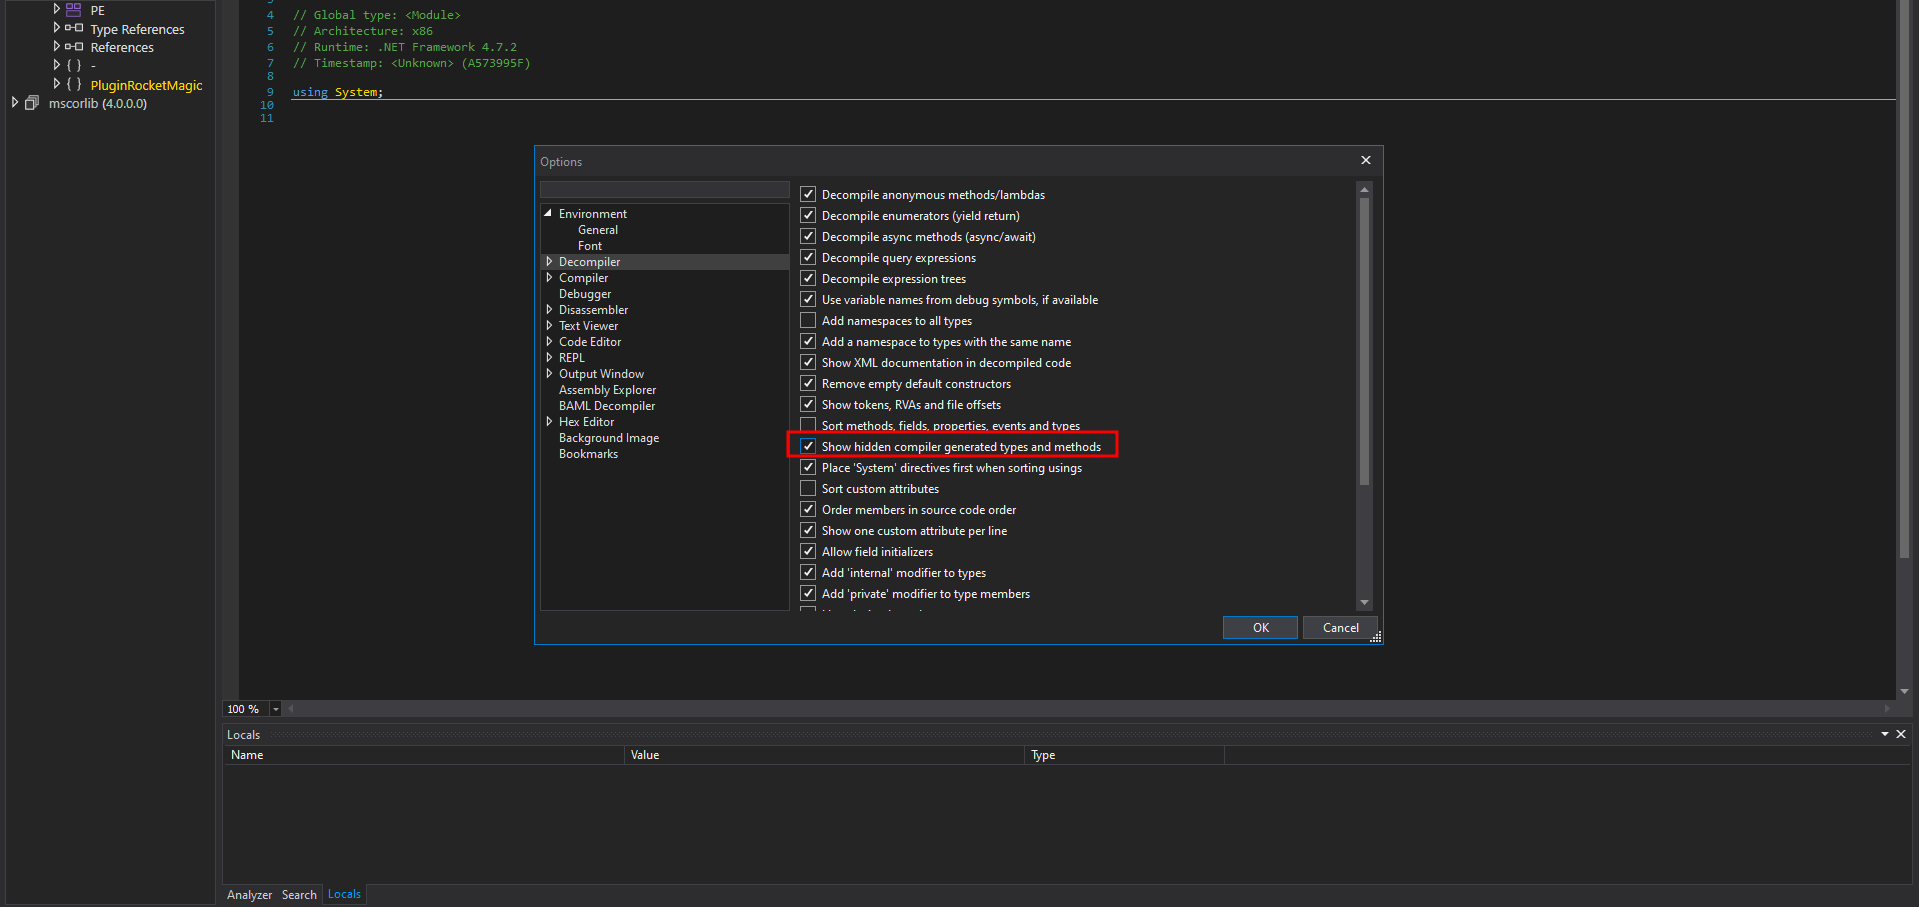 PE
Type References
References
-
PluginRocketMagic
mscorlib (4.0.0.0)
4 // Global type: <Module>
5 // Architecture: x86
6 // Runtime: .NET Framework 4.7.2
7 // Timestamp: <Unknown> (A573995F)
8
9 using System;
10
11
Options
Environment
General
Font
Decompiler
Compiler
Debugger
Disassembler
Text Viewer
Code Editor
REPL
Output Window
Assembly Explorer
BAML Decompiler
Hex Editor
Background Image
Bookmarks
Decompile anonymous methods/lambdas
Decompile enumerators (yield return)
Decompile async methods (async/await)
Decompile query expressions
Decompile expression trees
Use variable names from debug symbols, if available
Add namespaces to all types
Add a namespace to types with the same name
Show XML documentation in decompiled code
Remove empty default constructors
Show tokens, RVAs and file offsets
Sort methods, fields, properties, events and types
Show hidden compiler generated types and methods
Place 'System' directives first when sorting usings
Sort custom attributes
Order members in source code order
Show one custom attribute per line
Allow field initializers
Add 'internal' modifier to types
Add 'private' modifier to type members
OK
Cancel
100 %
Locals
Name
Value
Type
Analyzer
Search
Locals